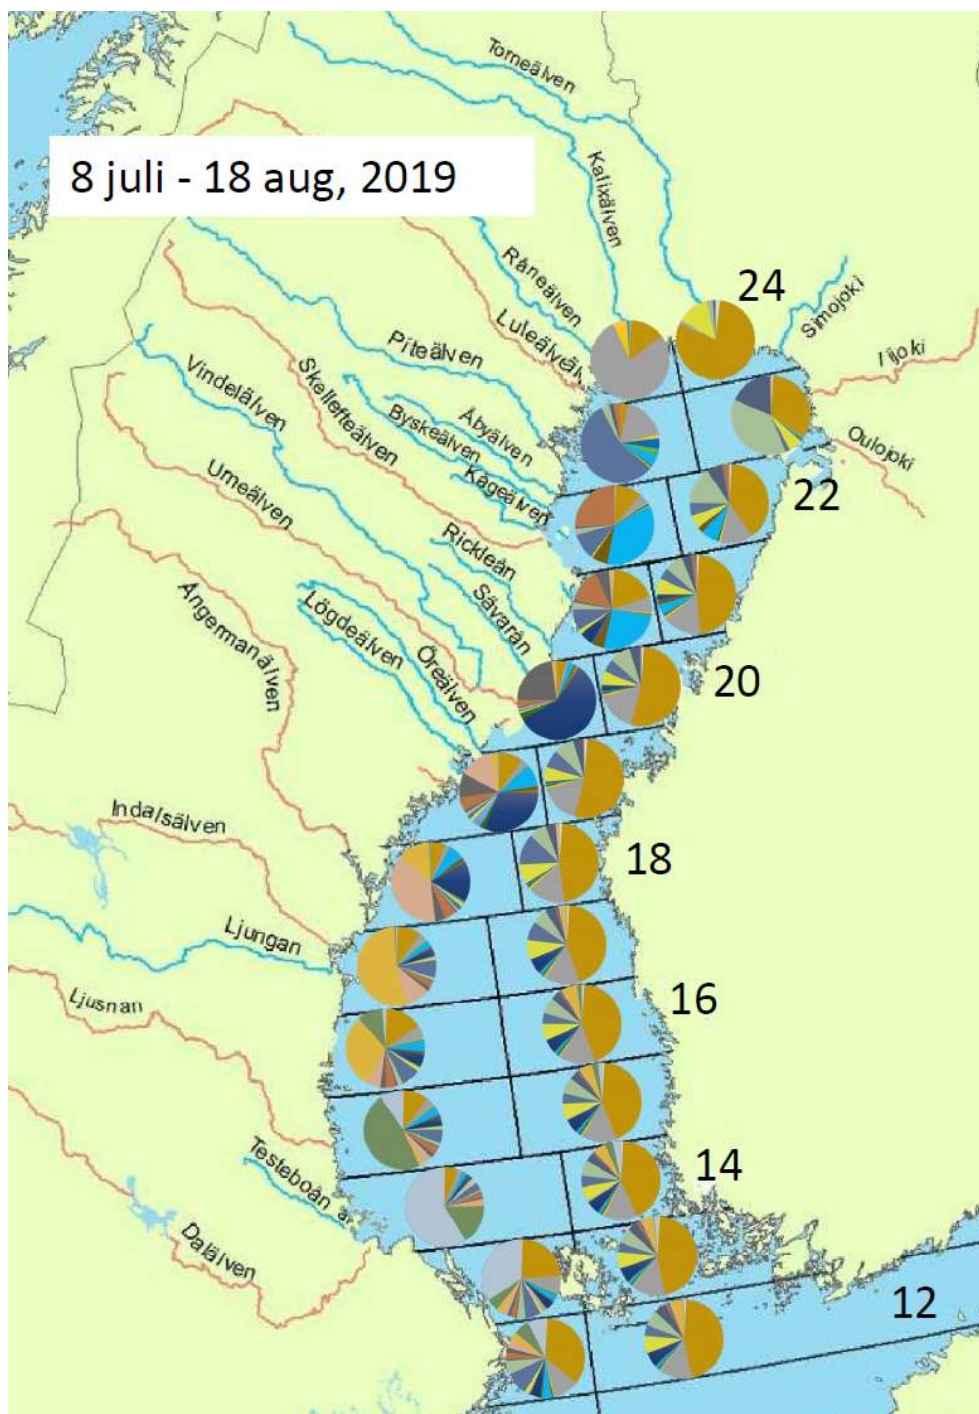 Torneälven
8 juli - 18 aug, 2019
Kalixälven
Råneälven
24
Simojoki
Luleälven
Piteälven
Iijoki
Vindelälven
Skellefteälven
Åbyälven
Byskeälven
Oulojoki
Umeälven
Kågeälven
22
Rickleån
Ångermanälven
Sävarån
Lögdeälven
Öreälven
20
Indalsälven
18
Ljungan
Ljusnan
16
Testeboån
14
Dalälven
12